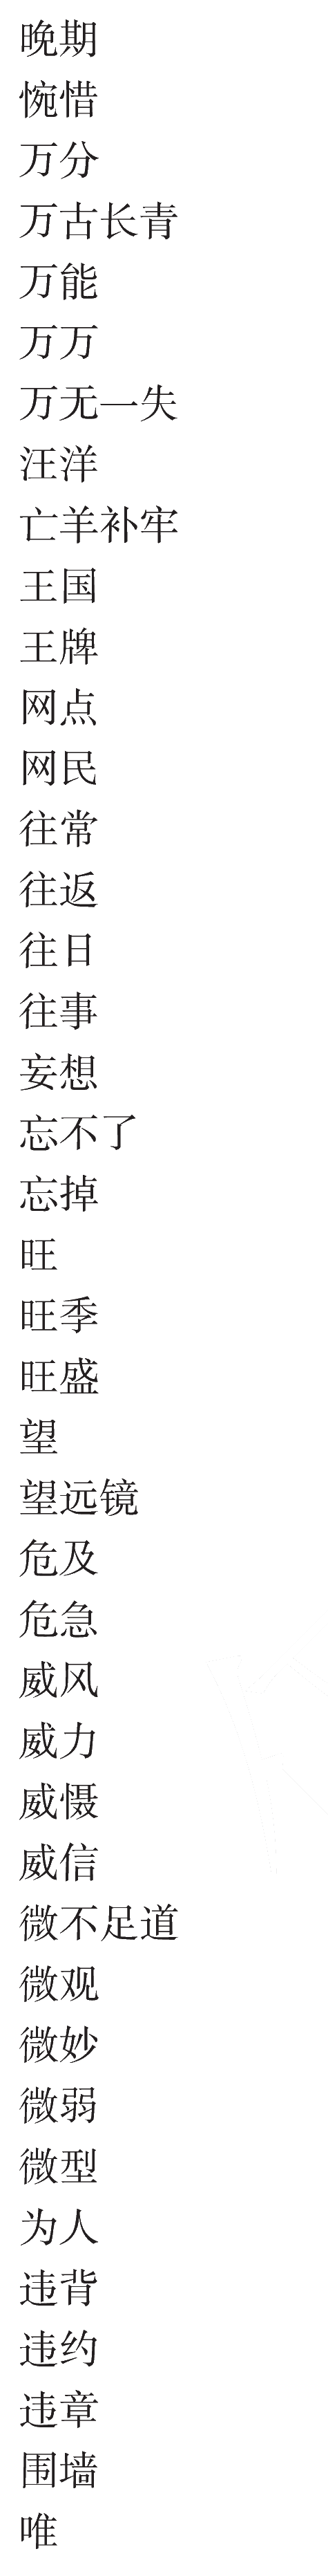 晚期
惋惜
万分
万古长青
万能
万万
万无一失
汪洋
亡羊补牢
王国
王牌
网点
网民
往常
往返
往日
往事
妄想
忘不了
忘掉
旺
旺季
旺盛
望
望远镜
危及
危急
威风
威力
威慑
威信
微不足道
微观
微妙
微弱
微型
为人
违背
违约
违章
围墙
唯